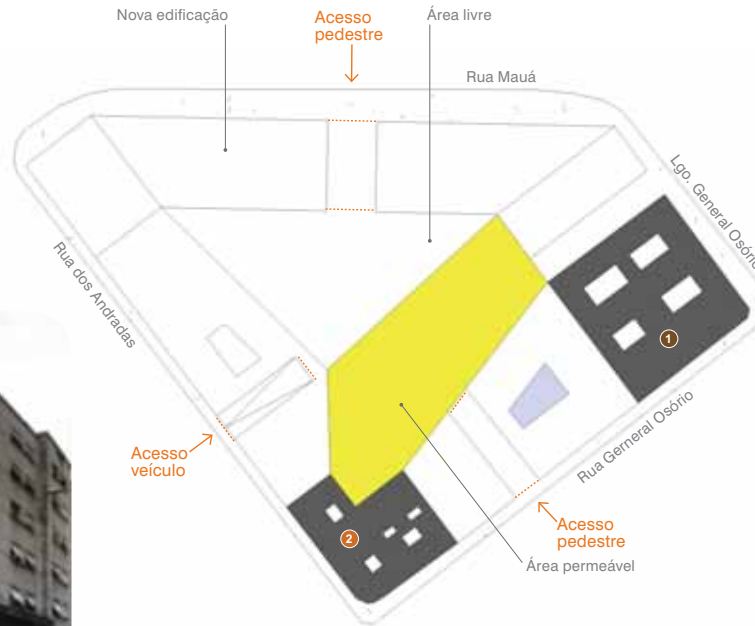 Nova edificação
Acesso
pedestre
Área livre
Rua Mauá
Lgo. General Osório
Rua dos Andradas
1
Rua Gerneral Osório
Acesso
veículo
2
Acesso
pedestre
Área permeável